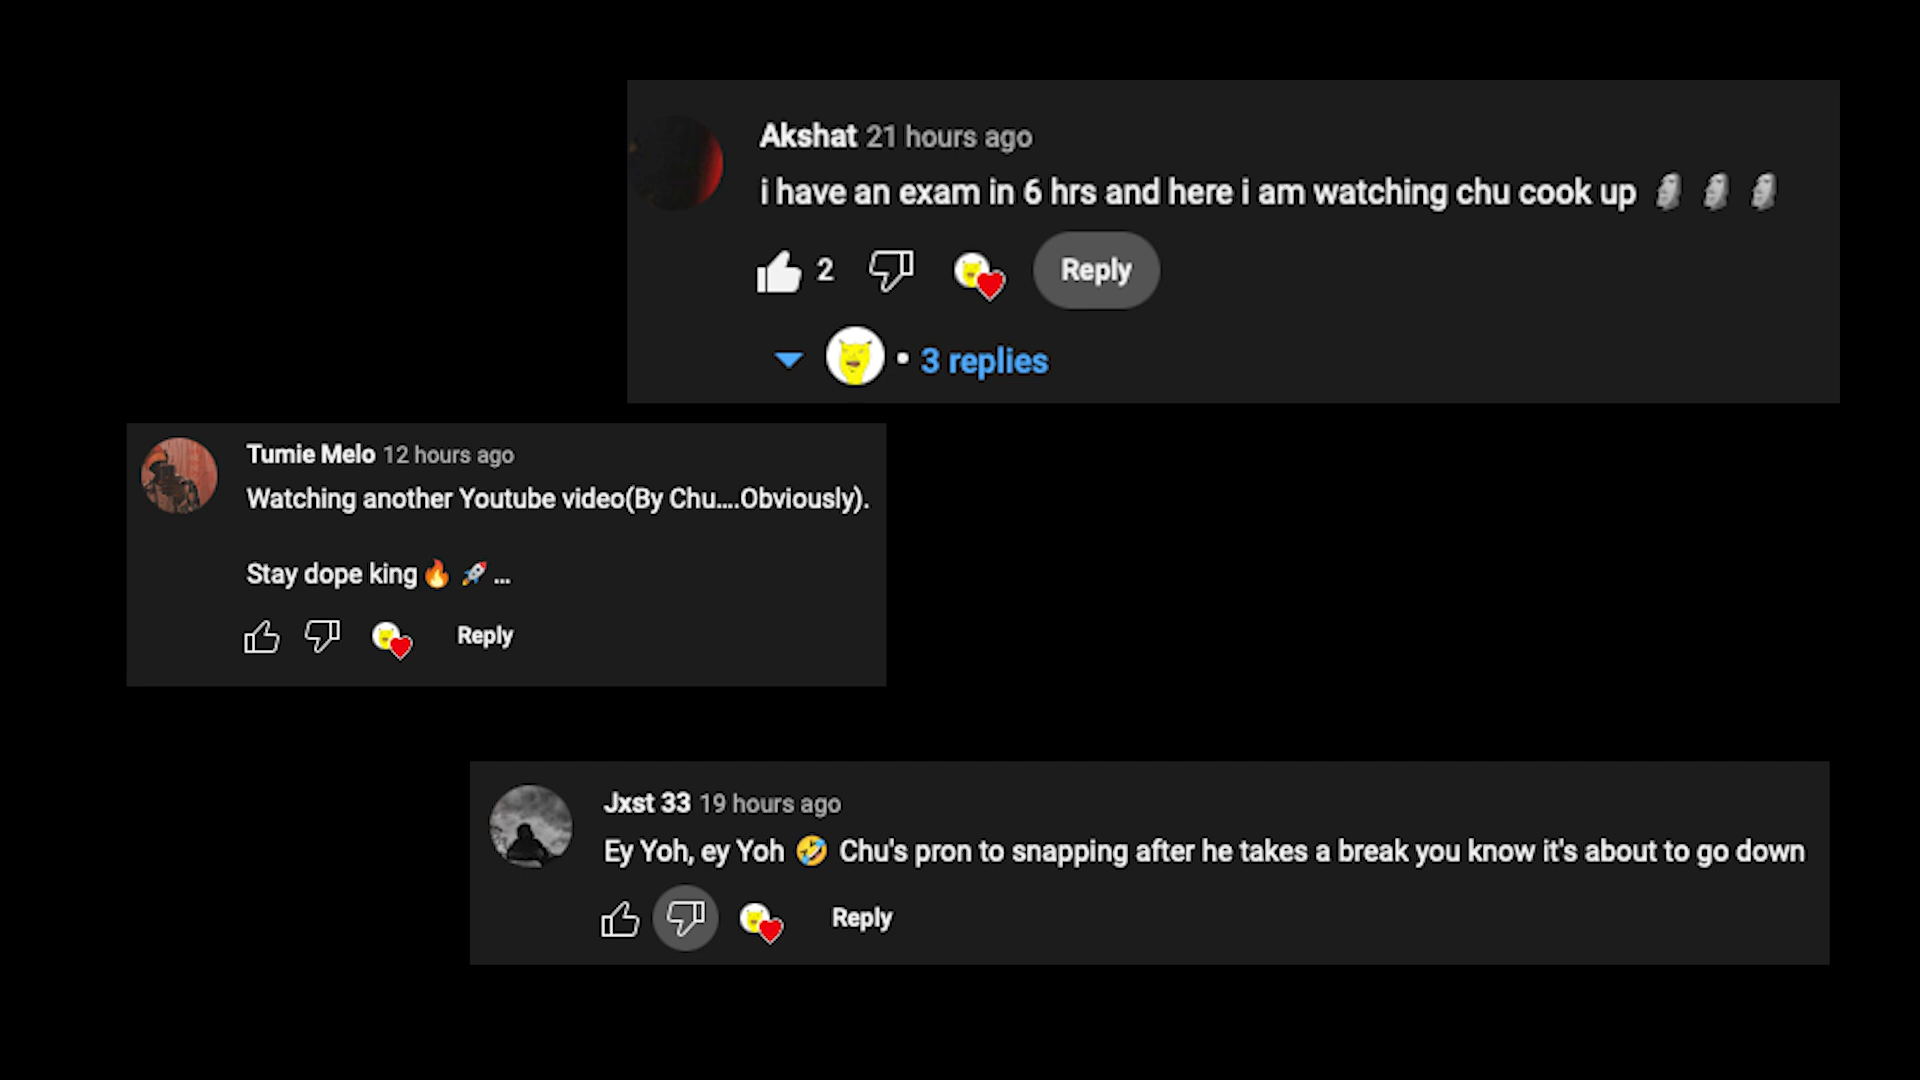 Akshat 21 hours ago
i have an exam in 6 hrs and here i am watching chu cook up 🗿 🗿 🗿
2 Reply
• 3 replies
Tumie Melo 12 hours ago
Watching another Youtube video(By Chu....Obviously).
Stay dope king 🔥 🚀 ...
Reply
Jxst 33 19 hours ago
Ey Yoh, ey Yoh 🤣 Chu's pron to snapping after he takes a break you know it's about to go down
Reply